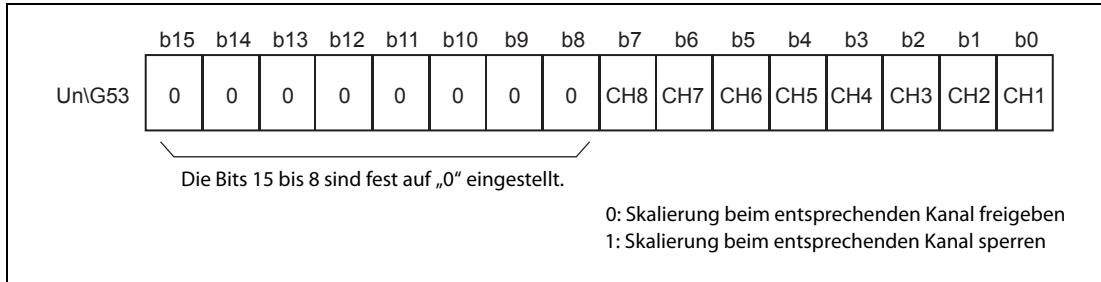 b15 b14 b13 b12 b11 b10 b9 b8 b7 b6 b5 b4 b3 b2 b1 b0
Un\G53 0 0 0 0 0 0 0 0 CH8 CH7 CH6 CH5 CH4 CH3 CH2 CH1
Die Bits 15 bis 8 sind fest auf „0“ eingestellt.
0: Skalierung beim entsprechenden Kanal freigeben
1: Skalierung beim entsprechenden Kanal sperren